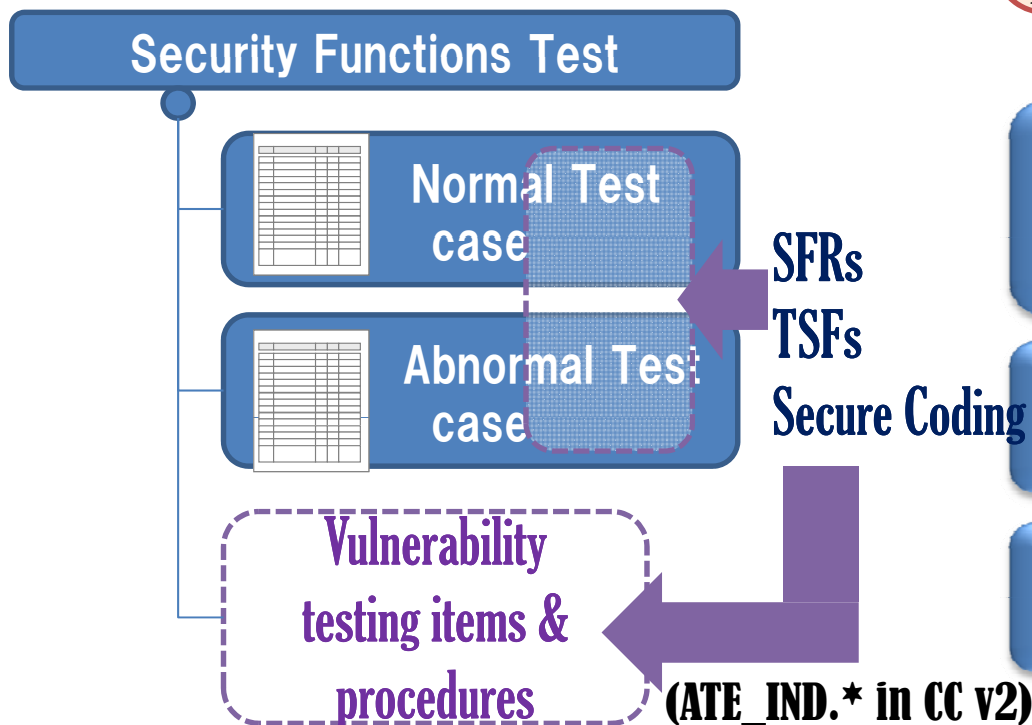 Security Functions Test
Normal Test
case
SFRs
TSFs
Secure Coding
Abnormal Test
case
Vulnerability
testing items &
procedures
(ATE_IND.* in CC v2)